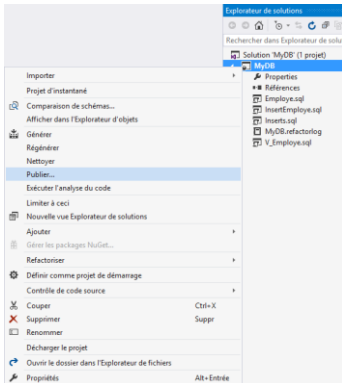 Explorateur de solutions
Rechercher dans Explorateur de solu
Solution 'MyDB' (1 projet)
MyDB
Properties
Références
Employe.sql
InsertEmploye.sql
Inserts.sql
MyDB.refactorlog
V_Employe.sql
Importer
Projet d'instantané
Comparaison de schémas...
Afficher dans l'Explorateur d'objets
Générer
Régénérer
Nettoyer
Publier...
Exécuter l'analyse du code
Limiter à ceci
Nouvelle vue Explorateur de solutions
Ajouter
Gérer les packages NuGet...
Refactoriser
Définir comme projet de démarrage
Contrôle de code source
Couper Ctrl+X
Supprimer Suppr
Renommer
Décharger le projet
Ouvrir le dossier dans l'Explorateur de fichiers
Propriétés Alt+Entrée